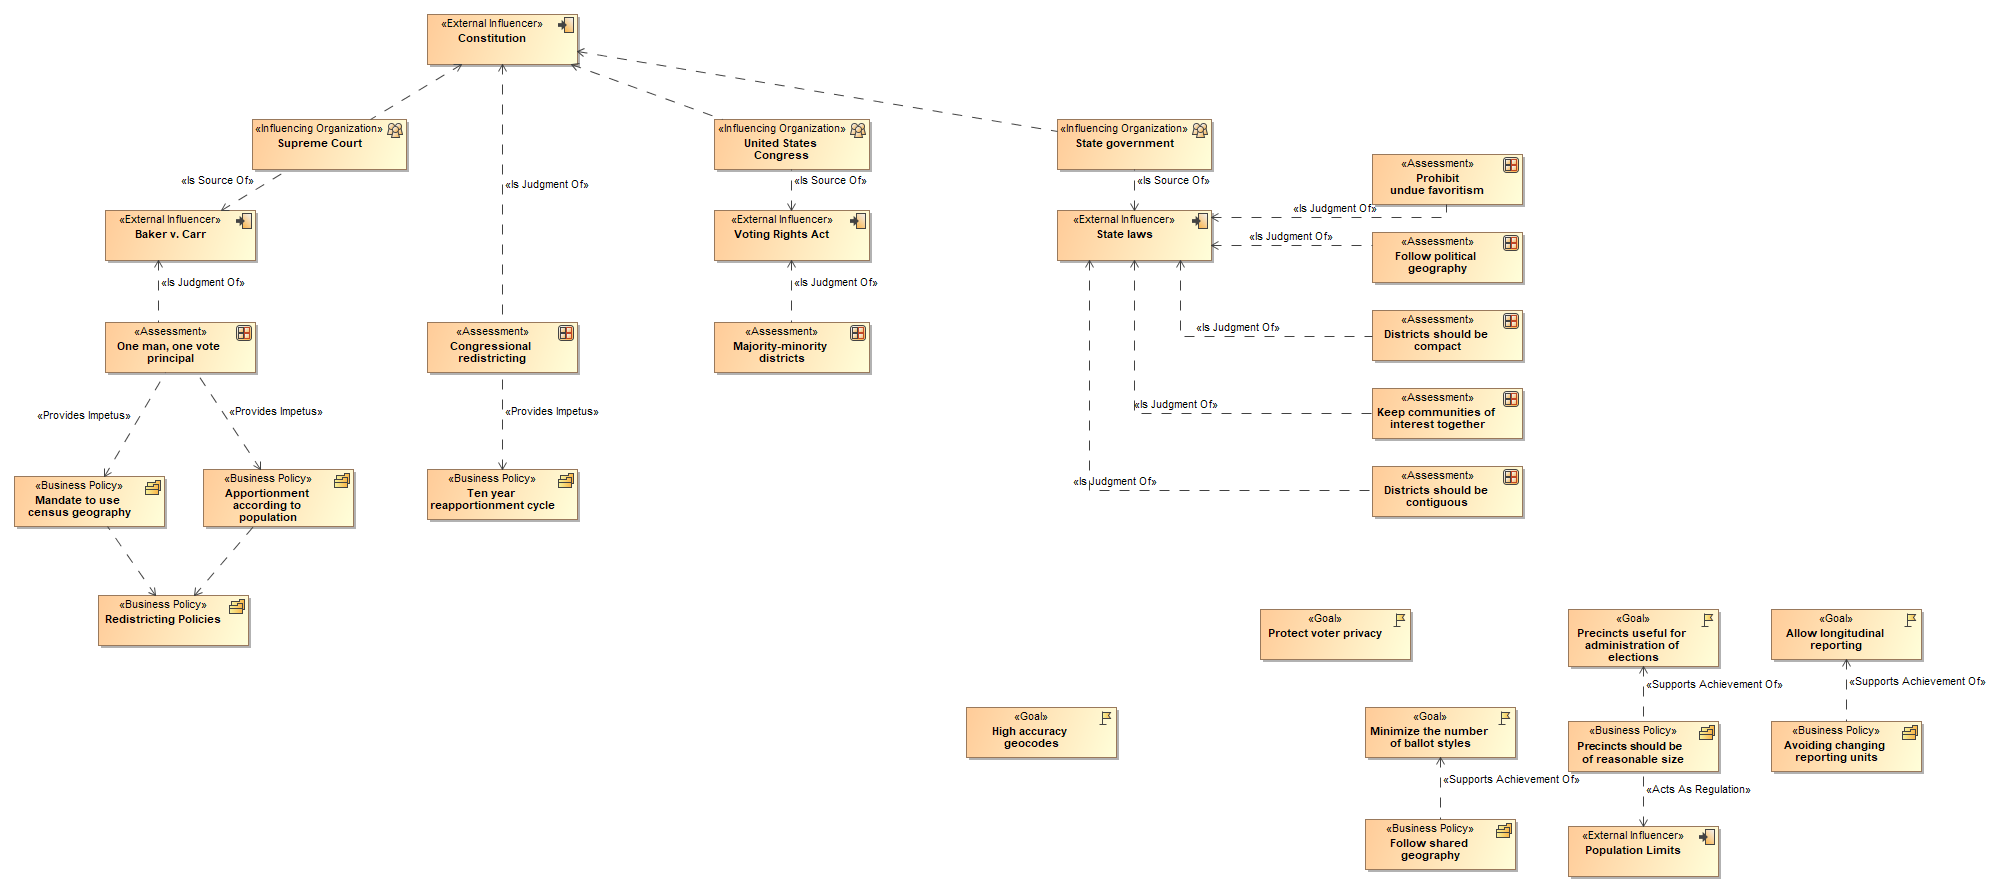 «External Influencer»
Constitution
«Influencing Organization»
Supreme Court
«Influencing Organization»
United States
Congress
«Influencing Organization»
State government
«Assessment»
Prohibit
undue favoritism
«Is Source Of»
«Is Judgment Of»
«Is Source Of»
«Is Source Of»
«Is Judgment Of»
«External Influencer»
Baker v. Carr
«External Influencer»
Voting Rights Act
«External Influencer»
State laws
«Is Judgment Of»
«Assessment»
Follow political
geography
«Is Judgment Of»
«Is Judgment Of»
«Assessment»
One man, one vote
principal
«Assessment»
Congressional
redistricting
«Assessment»
Majority-minority
districts
«Is Judgment Of»
«Assessment»
Districts should be
compact
«Provides Impetus»
«Provides Impetus»
«Provides Impetus»
«Is Judgment Of»
«Assessment»
Keep communities of
interest together
«Business Policy»
Mandate to use
census geography
«Business Policy»
Apportionment
according to
population
«Business Policy»
Ten year
reapportionment cycle
«Is Judgment Of»
«Assessment»
Districts should be
contiguous
«Business Policy»
Redistricting Policies
«Goal»
Protect voter privacy
«Goal»
Precincts useful for
administration of
elections
«Goal»
Allow longitudinal
reporting
«Supports Achievement Of»
«Supports Achievement Of»
«Goal»
High accuracy
geocodes
«Goal»
Minimize the number
of ballot styles
«Business Policy»
Precincts should be
of reasonable size
«Business Policy»
Avoiding changing
reporting units
«Supports Achievement Of»
«Acts As Regulation»
«Business Policy»
Follow shared
geography
«External Influencer»
Population Limits